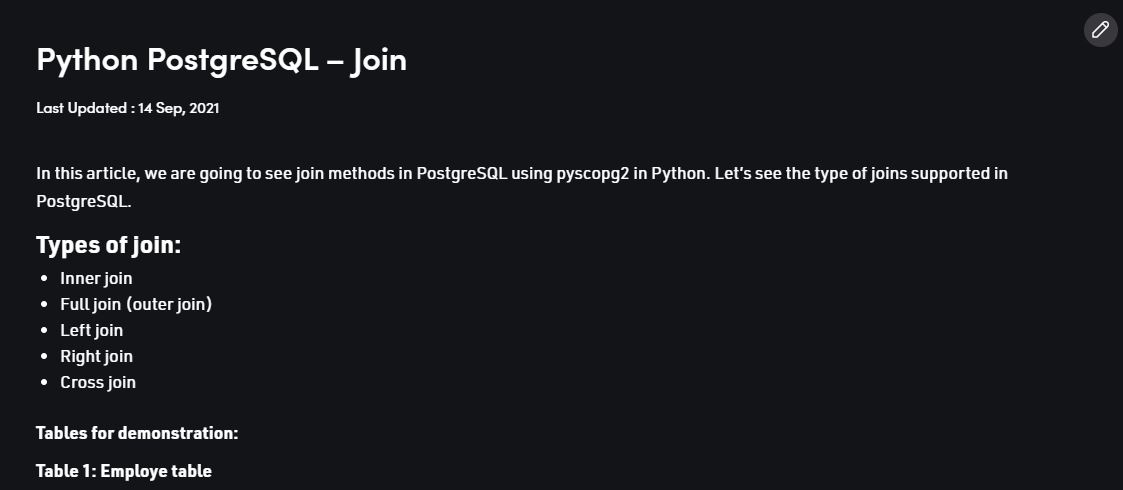 Python PostgreSQL – Join
Last Updated : 14 Sep, 2021
In this article, we are going to see join methods in PostgreSQL using pyscopg2 in Python. Let's see the type of joins supported in
PostgreSQL.
Types of join:
• Inner join
• Full join (outer join)
• Left join
• Right join
• Cross join
Tables for demonstration:
Table 1: Employe table